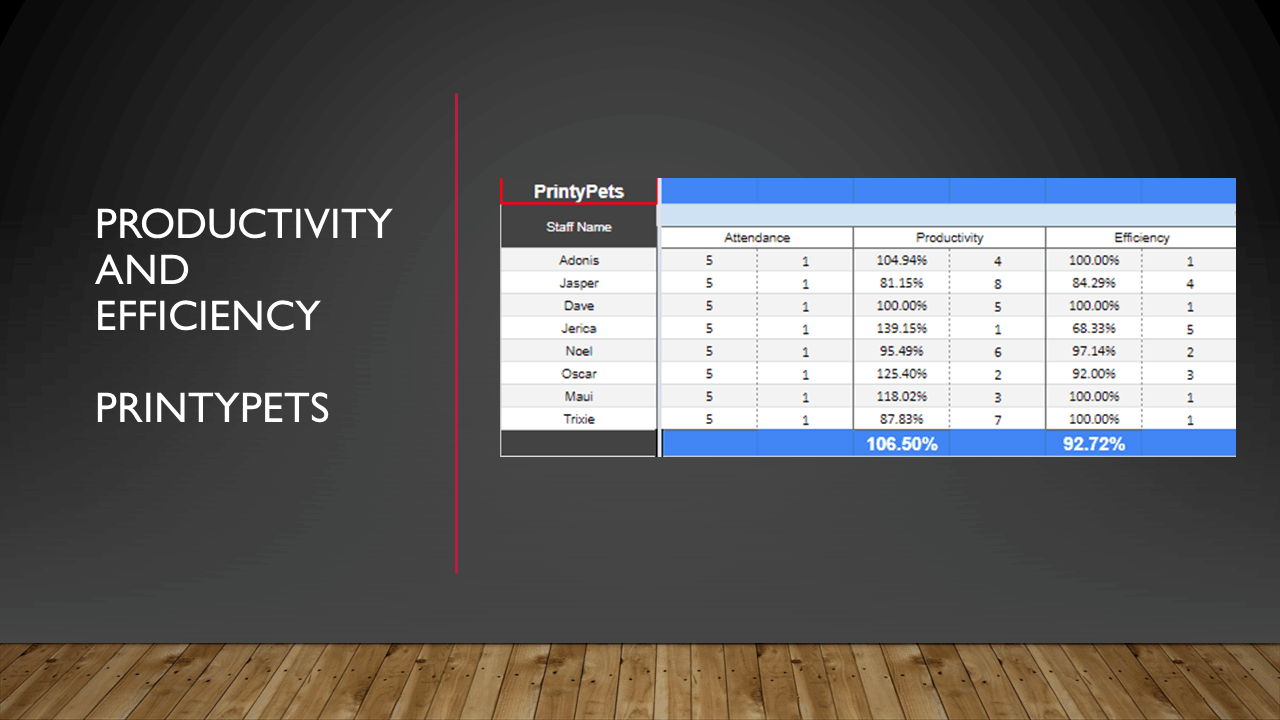 PRODUCTIVITY
AND
EFFICIENCY
PRINTYPETS
PrintyPets
Staff Name
Attendance Productivity Efficiency
Adonis 5 1 104.94% 4 100.00% 1
Jasper 5 1 81.15% 8 84.29% 4
Dave 5 1 100.00% 5 100.00% 1
Jerica 5 1 139.15% 1 68.33% 5
Noel 5 1 95.49% 6 97.14% 2
Oscar 5 1 125.40% 2 92.00% 3
Maui 5 1 118.02% 3 100.00% 1
Trixie 5 1 87.83% 7 100.00% 1
106.50% 92.72%